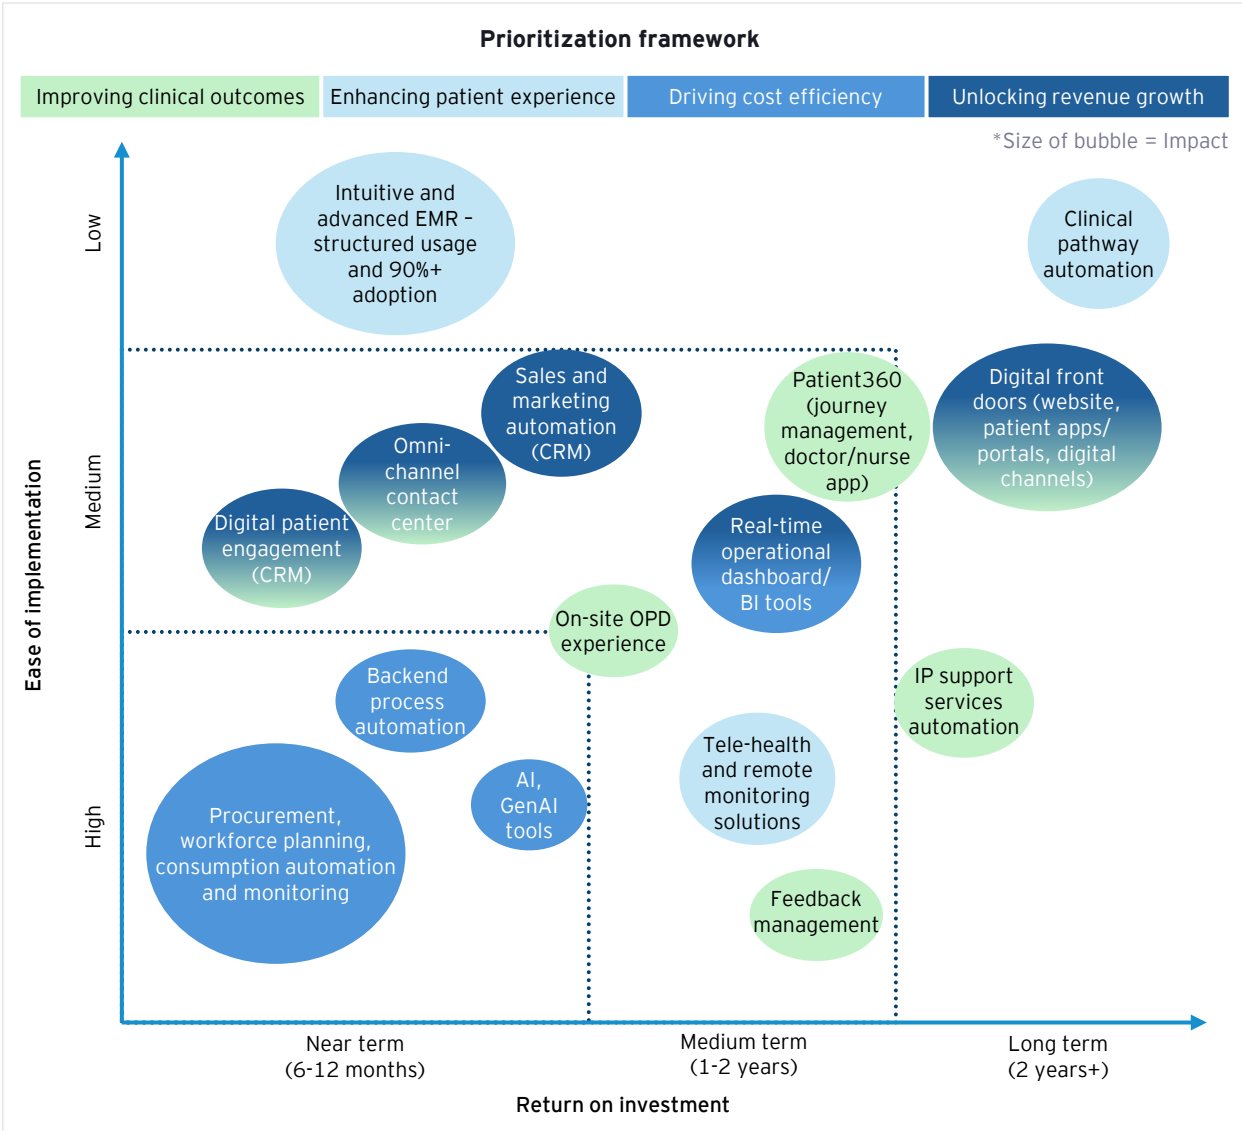 Prioritization framework
Improving clinical outcomes
Enhancing patient experience
Driving cost efficiency
Unlocking revenue growth
*Size of bubble = Impact
Ease of implementation
Low
Medium
High
Intuitive and
advanced EMR –
structured usage
and 90%+
adoption
Clinical
pathway
automation
Sales and
marketing
automation
(CRM)
Patient360
(journey
management,
doctor/nurse
app)
Digital front
doors (website,
patient apps/
portals, digital
channels)
Omni-
channel
contact
center
Digital patient
engagement
(CRM)
Real-time
operational
dashboard/
BI tools
On-site OPD
experience
Backend
process
automation
IP support
services
automation
Tele-health
and remote
monitoring
solutions
AI,
GenAI
tools
Procurement,
workforce planning,
consumption automation
and monitoring
Feedback
management
Near term
(6-12 months)
Medium term
(1-2 years)
Long term
(2 years+)
Return on investment